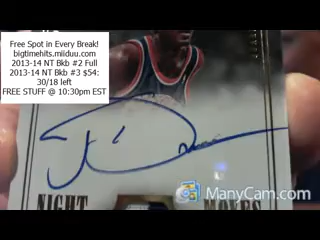 Free Spot in Every Break!
bigtimehits.miiduu.com
2013-14 NT Bkb #2 Full
2013-14 NT Bkb #3 $54:
30/18 left
FREE STUFF @ 10:30pm EST
NIGHT
ManyCam.com